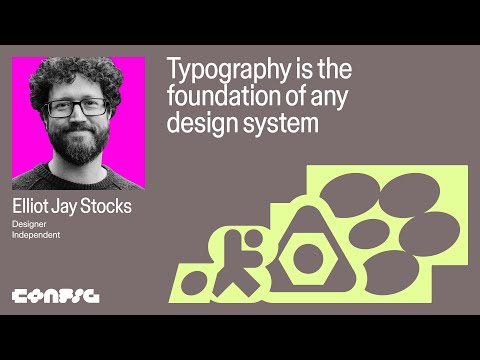 Typography is the
foundation of any
design system
Elliot Jay Stocks
Designer
Independent
CONFIG